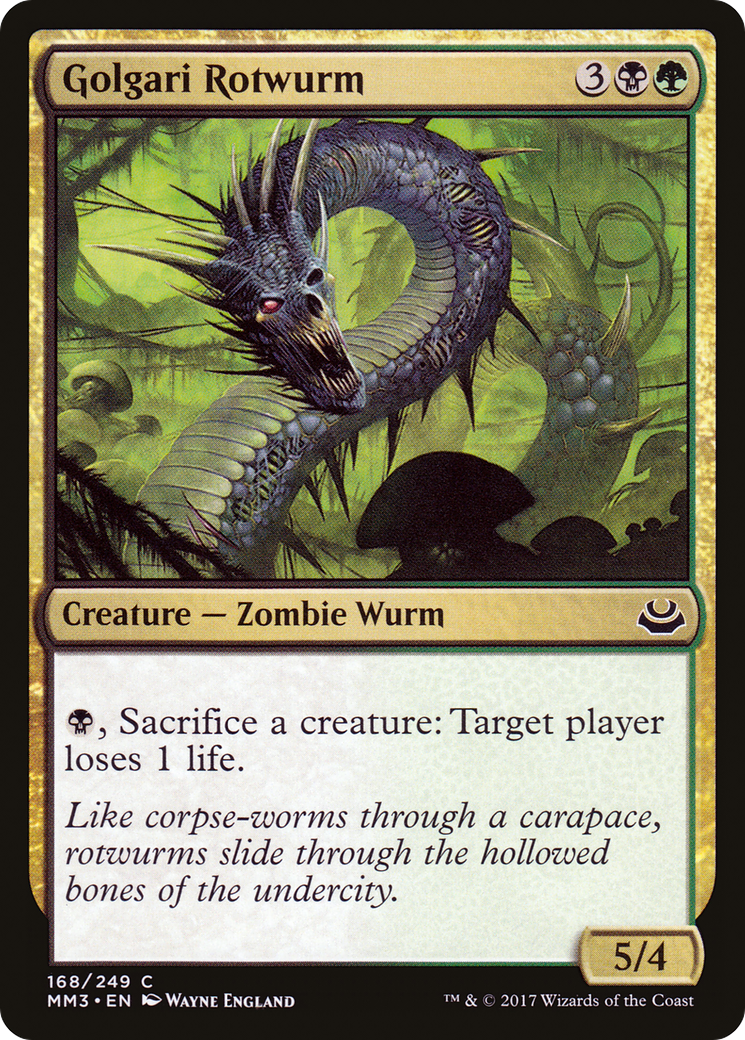 Golgari Rotwurm 3
Creature — Zombie Wurm
, Sacrifice a creature: Target player
loses 1 life.
Like corpse-worms through a carapace,
rotwurms slide through the hollowed
bones of the undercity.
5/4
168/249 C
MM3 • EN Wayne England
™ & © 2017 Wizards of the Coast